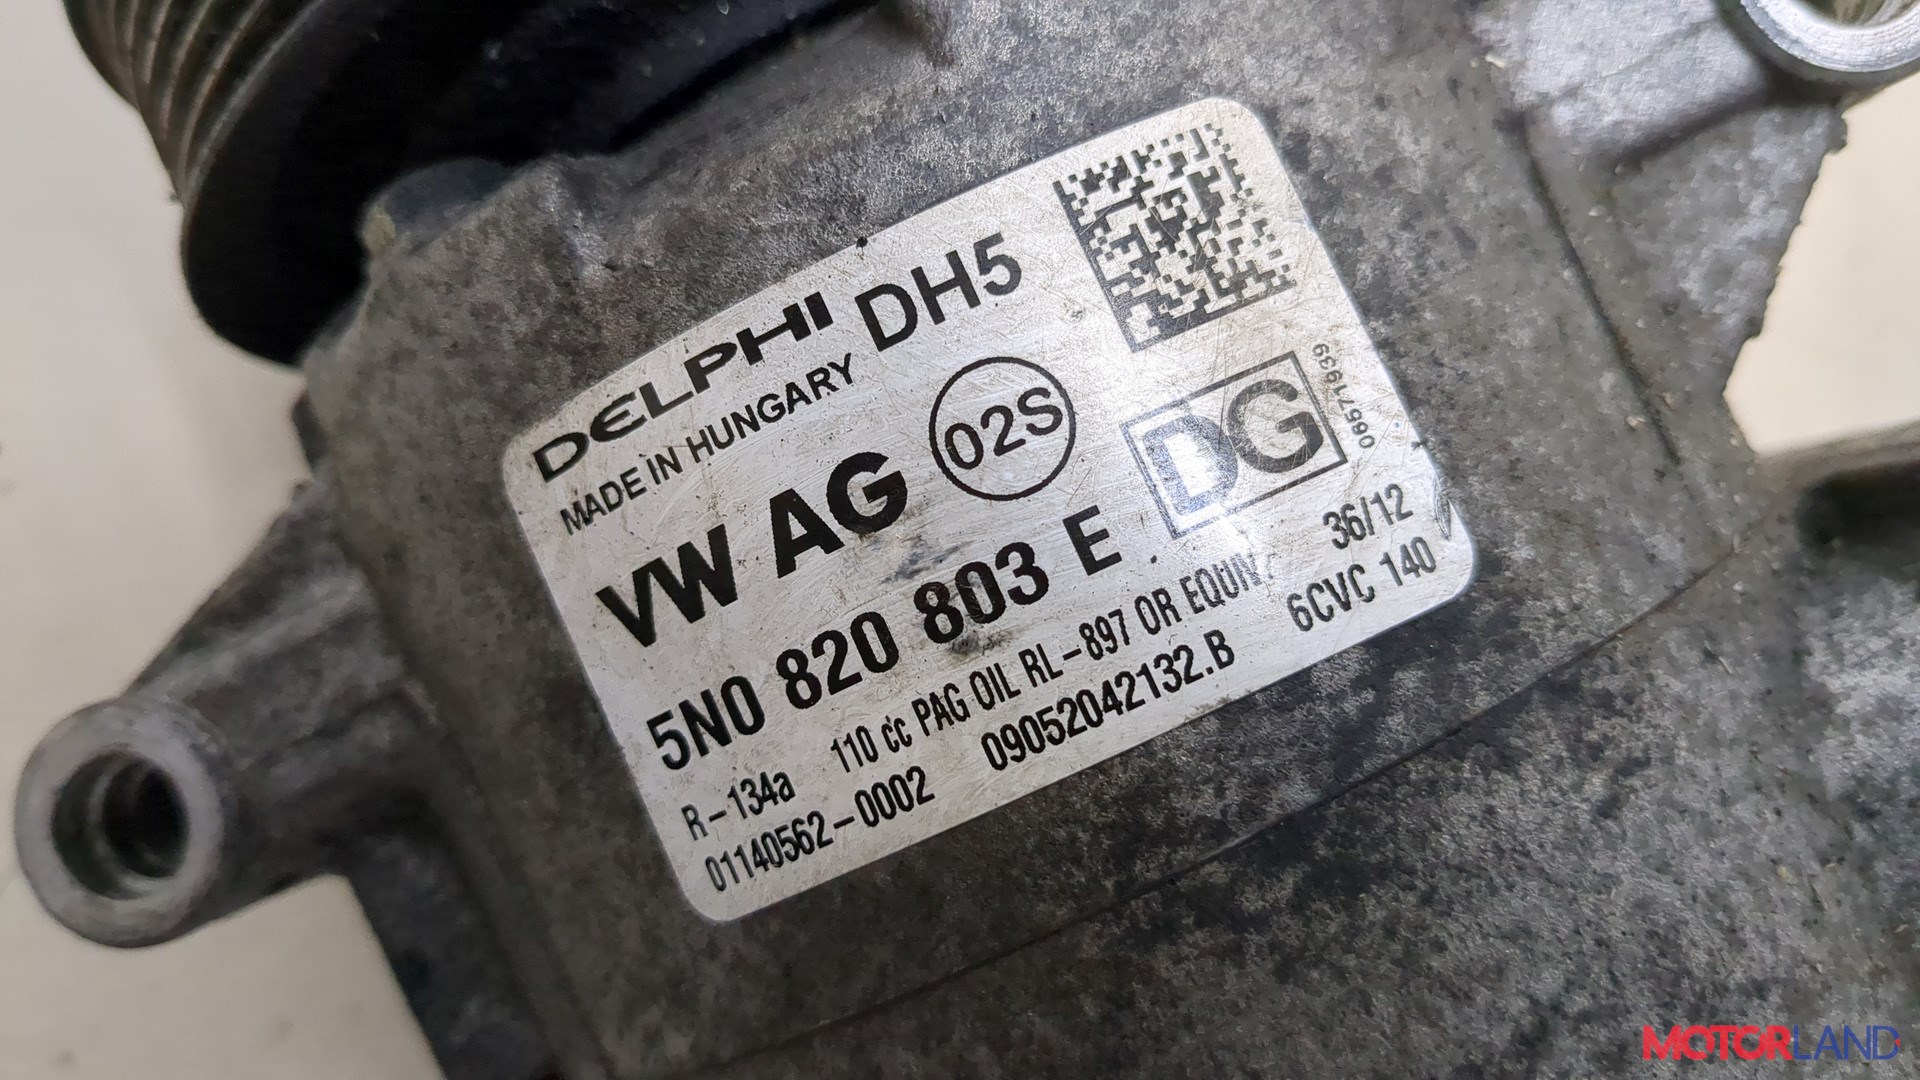 DELPHI DH5
MADE IN HUNGARY
VW AG 02S DG
06571939
5N0 820 803 E 36/12
R-134a 110 cc PAG OIL RL-897 OR EQUIV. 6CVC 140
01140562-0002 09052042132.B
MOTORLAND